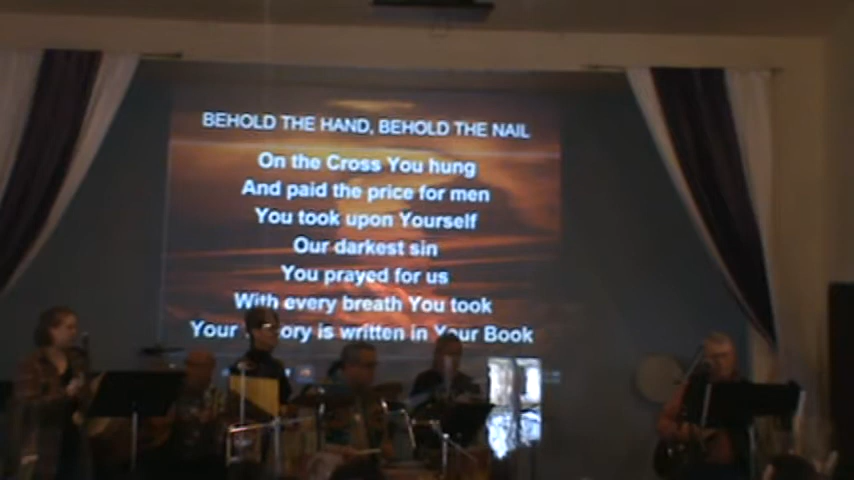 BEHOLD THE HAND, BEHOLD THE NAIL
On the Cross You hung
And paid the price for men
You took upon Yourself
Our darkest sin
You prayed for us
With every breath You took
Your is written in Your Book